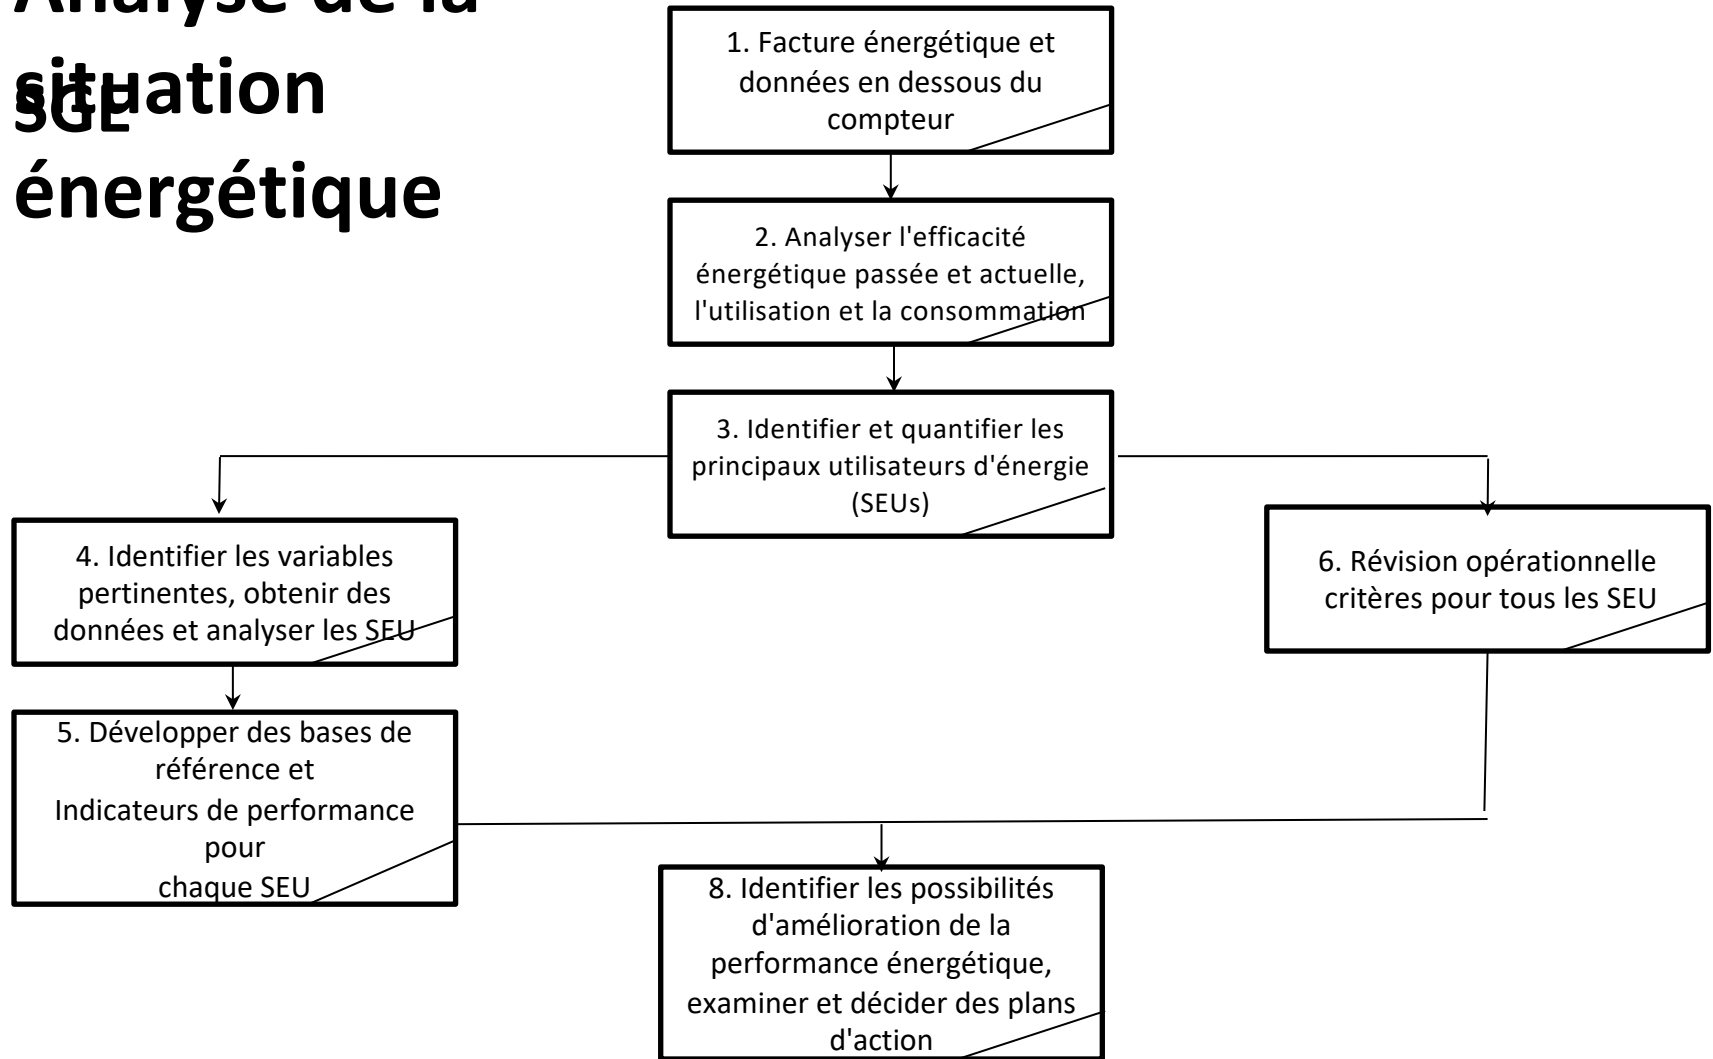 Analyse de la
situation
SGE
énergétique
1. Facture énergétique et
données en dessous du
compteur
2. Analyser l'efficacité
énergétique passée et actuelle,
l'utilisation et la consommation
3. Identifier et quantifier les
principaux utilisateurs d'énergie
(SEUs)
4. Identifier les variables
pertinentes, obtenir des
données et analyser les SEU
6. Révision opérationnelle
critères pour tous les SEU
5. Développer des bases de
référence et
Indicateurs de performance
pour
chaque SEU
8. Identifier les possibilités
d'amélioration de la
performance énergétique,
examiner et décider des plans
d'action